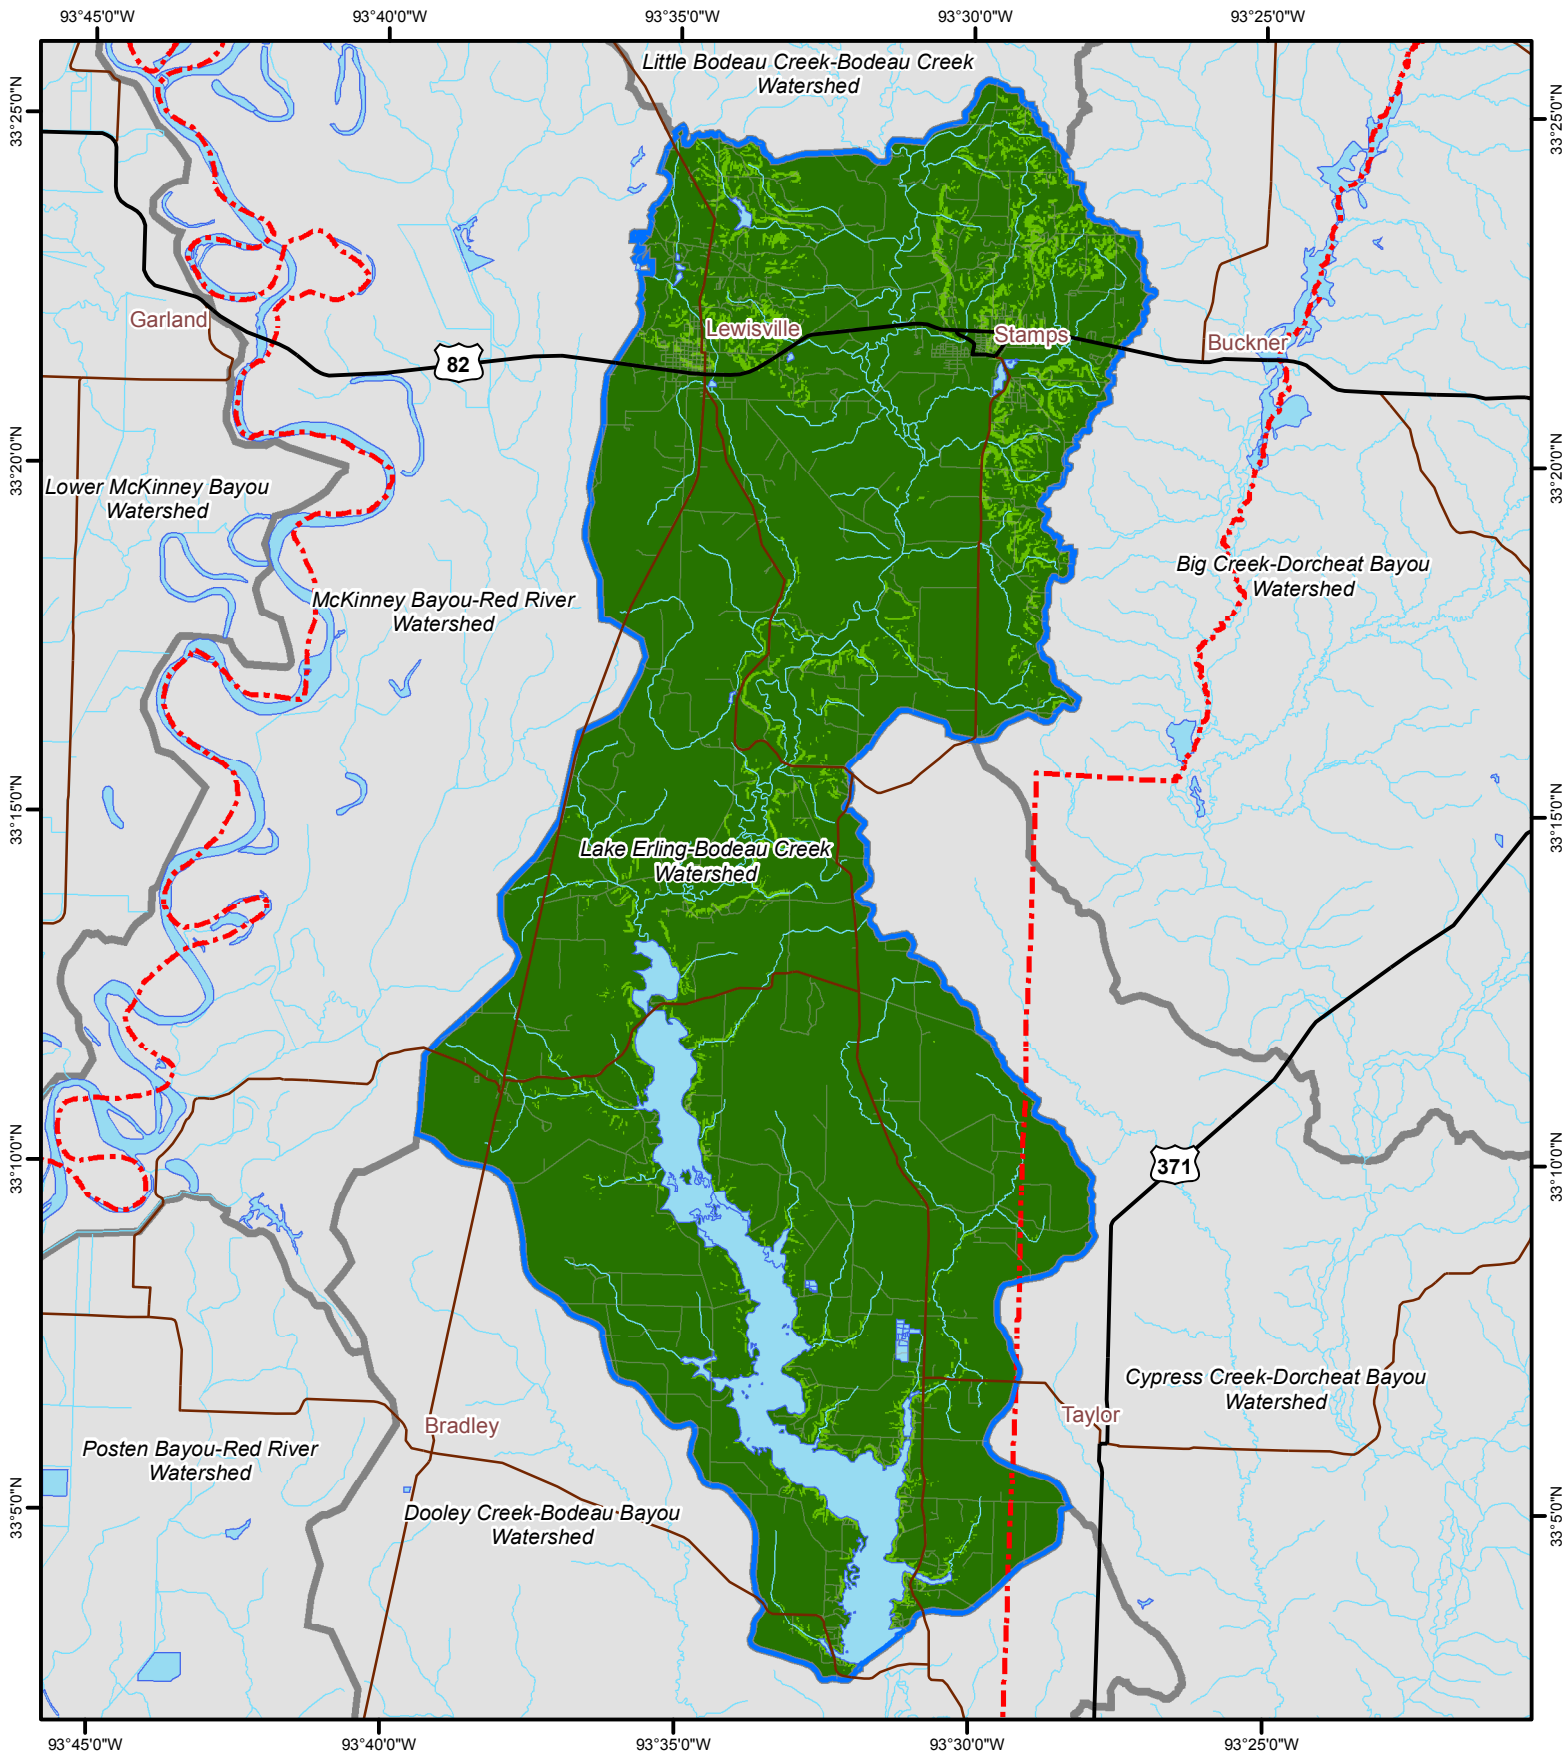 93°45'0"W
93°40'0"W
93°35'0"W
93°30'0"W
93°25'0"W
33°25'0"N
33°25'0"N
Little Bodeau Creek-Bodeau Creek
Watershed
Garland
Lewisville
Stamps
Buckner
82
33°20'0"N
33°20'0"N
Lower McKinney Bayou
Watershed
Big Creek-Dorcheat Bayou
Watershed
McKinney Bayou-Red River
Watershed
33°15'0"N
33°15'0"N
Lake Erling-Bodeau Creek
Watershed
33°10'0"N
33°10'0"N
371
Cypress Creek-Dorcheat Bayou
Watershed
Taylor
Bradley
Posten Bayou-Red River
Watershed
33°5'0"N
33°5'0"N
Dooley Creek-Bodeau Bayou
Watershed
93°45'0"W
93°40'0"W
93°35'0"W
93°30'0"W
93°25'0"W